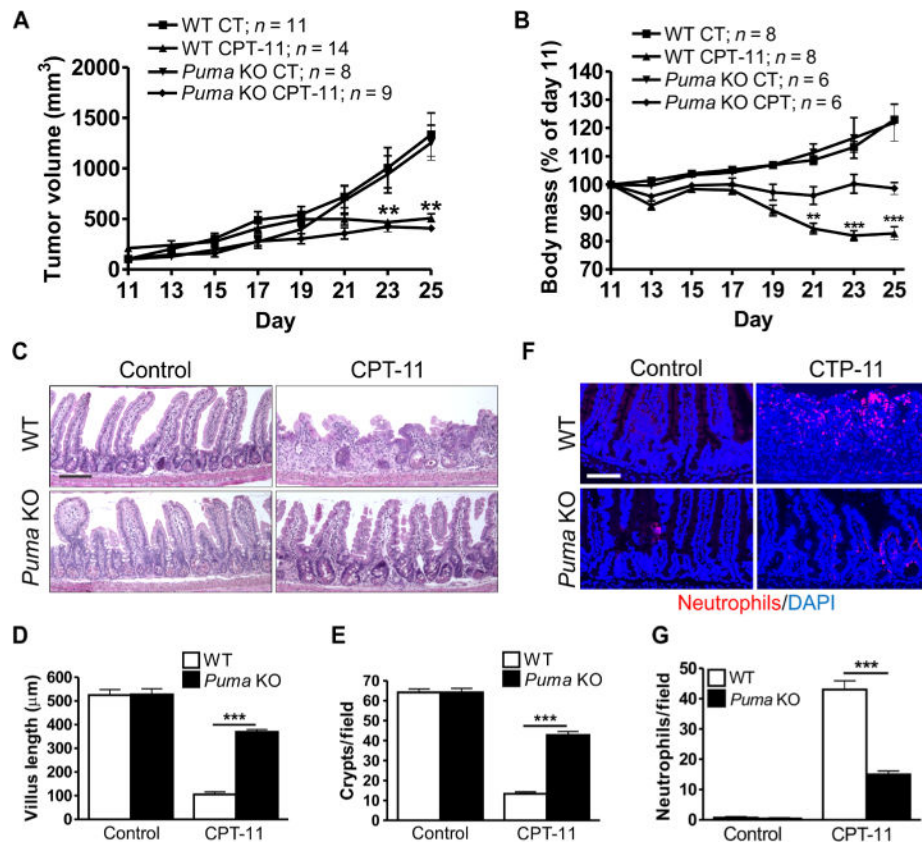 A
WT CT; n = 11
WT CPT-11; n = 14
Puma KO CT; n = 8
Puma KO CPT-11; n = 9
Tumor volume (mm³)
2000
1500
1000
500
0
** **
11 13 15 17 19 21 23 25
Day
B
WT CT; n = 8
WT CPT-11; n = 8
Puma KO CT; n = 6
Puma KO CPT; n = 6
Body mass (% of day 11)
140
130
120
110
100
90
80
70
** *** ***
11 13 15 17 19 21 23 25
Day
C
Control CPT-11
WT
Puma KO
F
Control CTP-11
WT
Puma KO
Neutrophils/DAPI
D
WT
Puma KO
Villus length (μm)
600
500
400
300
200
100
0
***
Control CPT-11
E
WT
Puma KO
Crypts/field
70
60
50
40
30
20
10
0
***
Control CPT-11
G
WT
Puma KO
Neutrophils/field
50
40
30
20
10
0
***
Control CPT-11